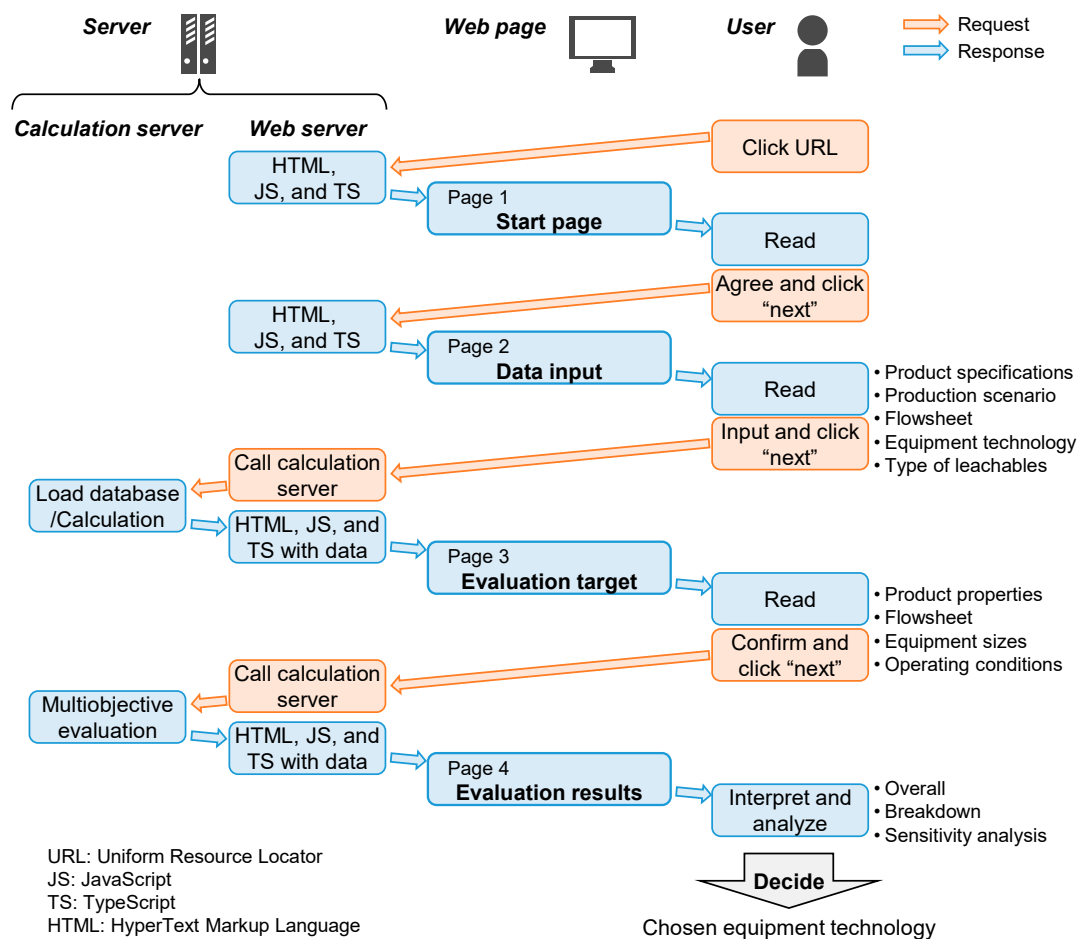 Server
Web page
User
Request
Response
Calculation server
Web server
Click URL
HTML,
JS, and TS
Page 1
Start page
Read
Agree and click
“next”
HTML,
JS, and TS
Page 2
Data input
Read
• Product specifications
• Production scenario
• Flowsheet
• Equipment technology
• Type of leachables
Input and click
“next”
Call calculation
server
Load database
/Calculation
HTML, JS, and
TS with data
Page 3
Evaluation target
Read
• Product properties
• Flowsheet
• Equipment sizes
• Operating conditions
Confirm and
click “next”
Call calculation
server
Multiobjective
evaluation
HTML, JS, and
TS with data
Page 4
Evaluation results
Interpret and
analyze
• Overall
• Breakdown
• Sensitivity analysis
URL: Uniform Resource Locator
JS: JavaScript
TS: TypeScript
HTML: HyperText Markup Language
Decide
Chosen equipment technology